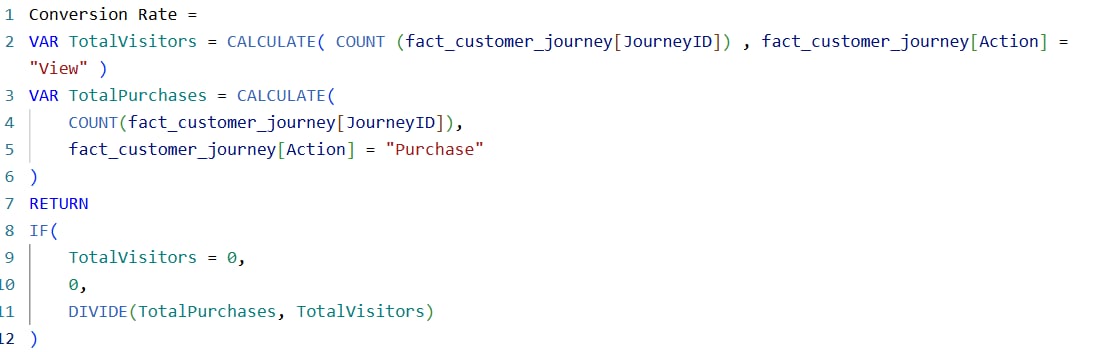 1 Conversion Rate =
2 VAR TotalVisitors = CALCULATE( COUNT (fact_customer_journey[JourneyID]) , fact_customer_journey[Action] =
"View" )
3 VAR TotalPurchases = CALCULATE(
4 COUNT(fact_customer_journey[JourneyID]),
5 fact_customer_journey[Action] = "Purchase"
6 )
7 RETURN
8 IF(
9 TotalVisitors = 0,
10 0,
11 DIVIDE(TotalPurchases, TotalVisitors)
12 )